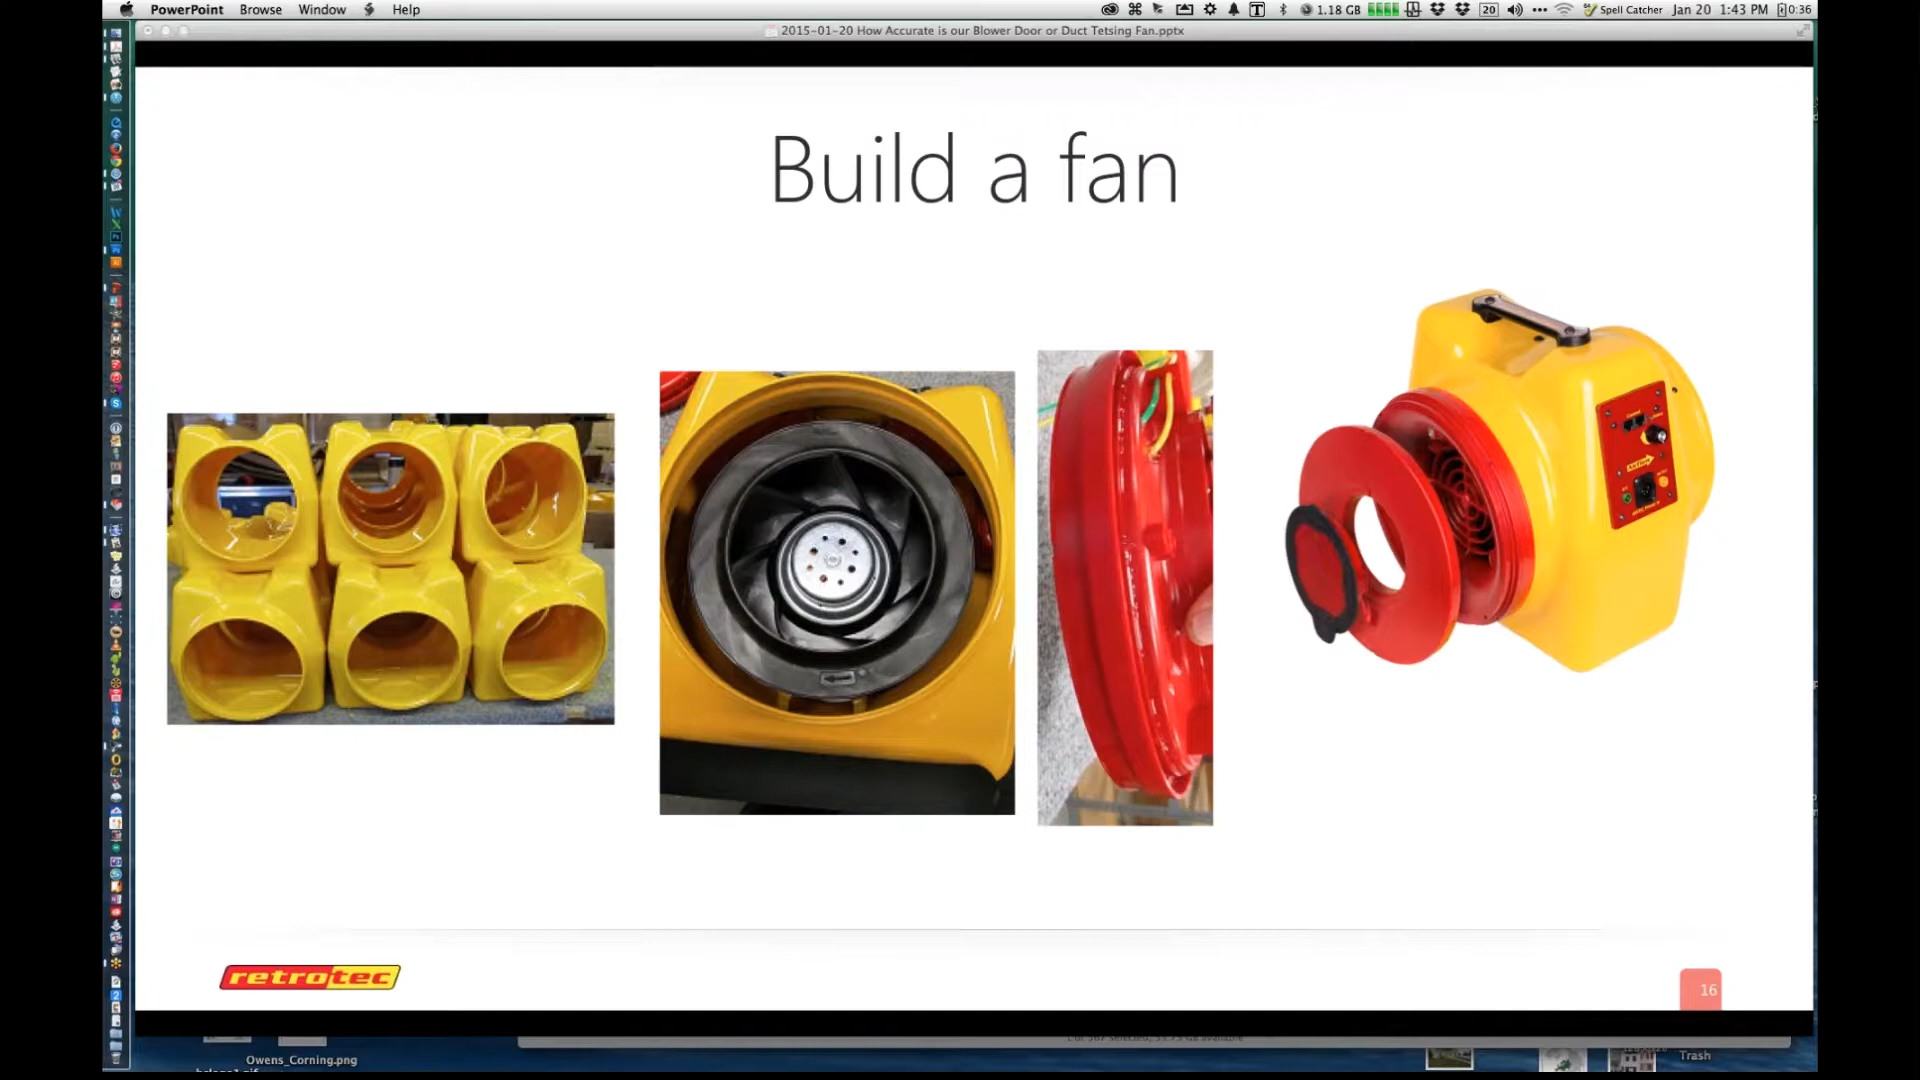 PowerPoint Browse Window Help
1.18 GB 20 Spell Catcher Jan 20 1:43 PM 0:36
2015-01-20 How Accurate is our Blower Door or Duct Tetsing Fan.pptx
Build a fan
retrotec
16
Owens_Corning.png
Trash